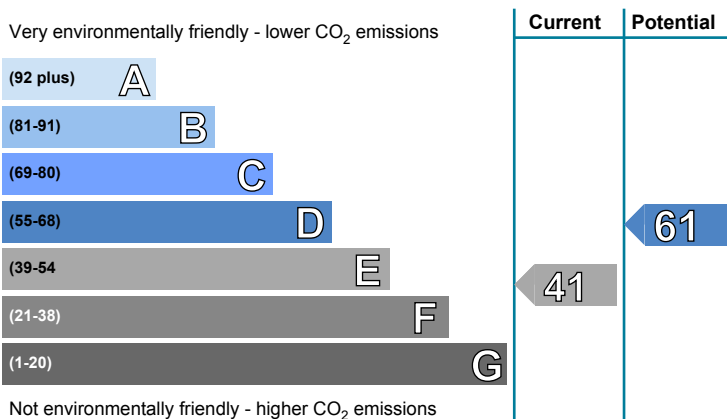 Current Potential
Very environmentally friendly - lower CO₂ emissions
(92 plus) A
(81-91) B
(69-80) C
(55-68) D
61
(39-54 E
41
(21-38) F
(1-20) G
Not environmentally friendly - higher CO₂ emissions